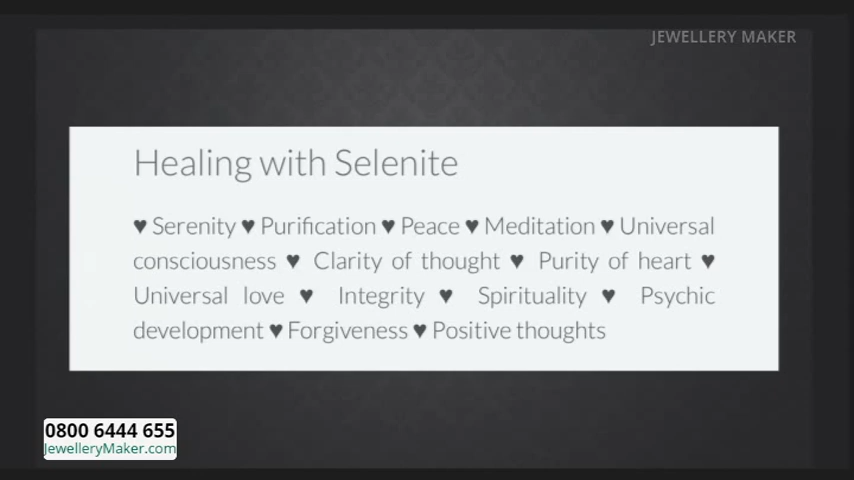 JEWELLERY MAKER
Healing with Selenite
♥ Serenity ♥ Purification ♥ Peace ♥ Meditation ♥ Universal
consciousness ♥ Clarity of thought ♥ Purity of heart ♥
Universal love ♥ Integrity ♥ Spirituality ♥ Psychic
development ♥ Forgiveness ♥ Positive thoughts
0800 6444 655
JewelleryMaker.com